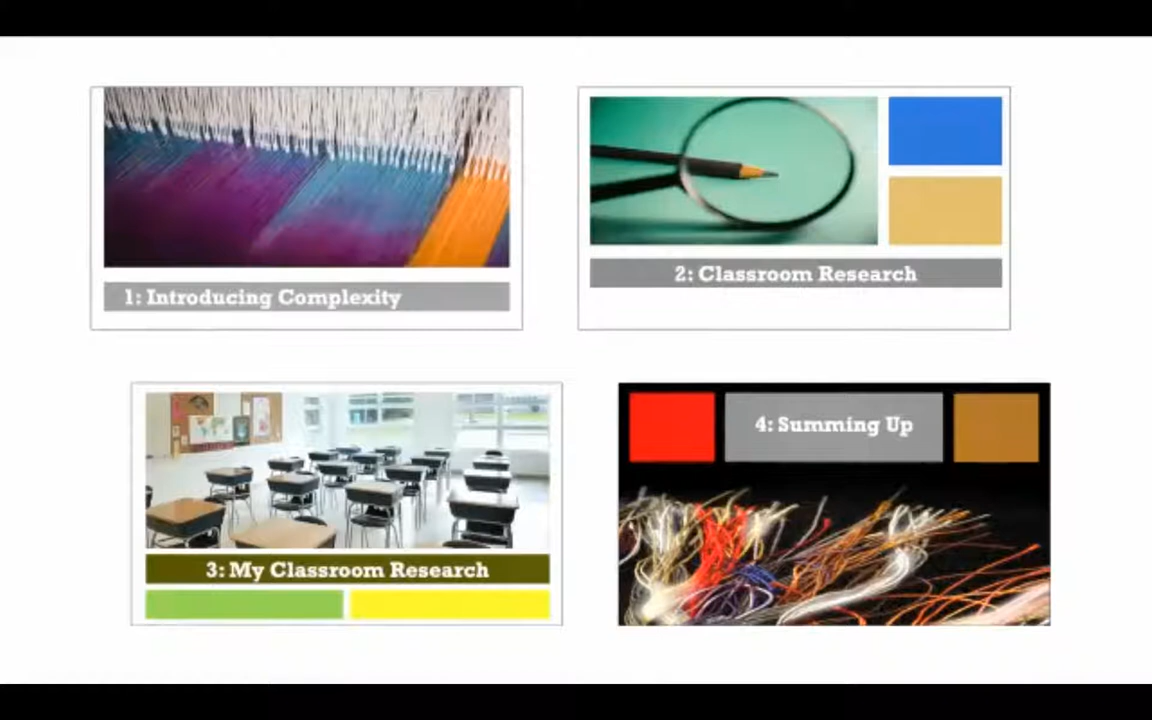 1: Introducing Complexity
2: Classroom Research
3: My Classroom Research
4: Summing Up